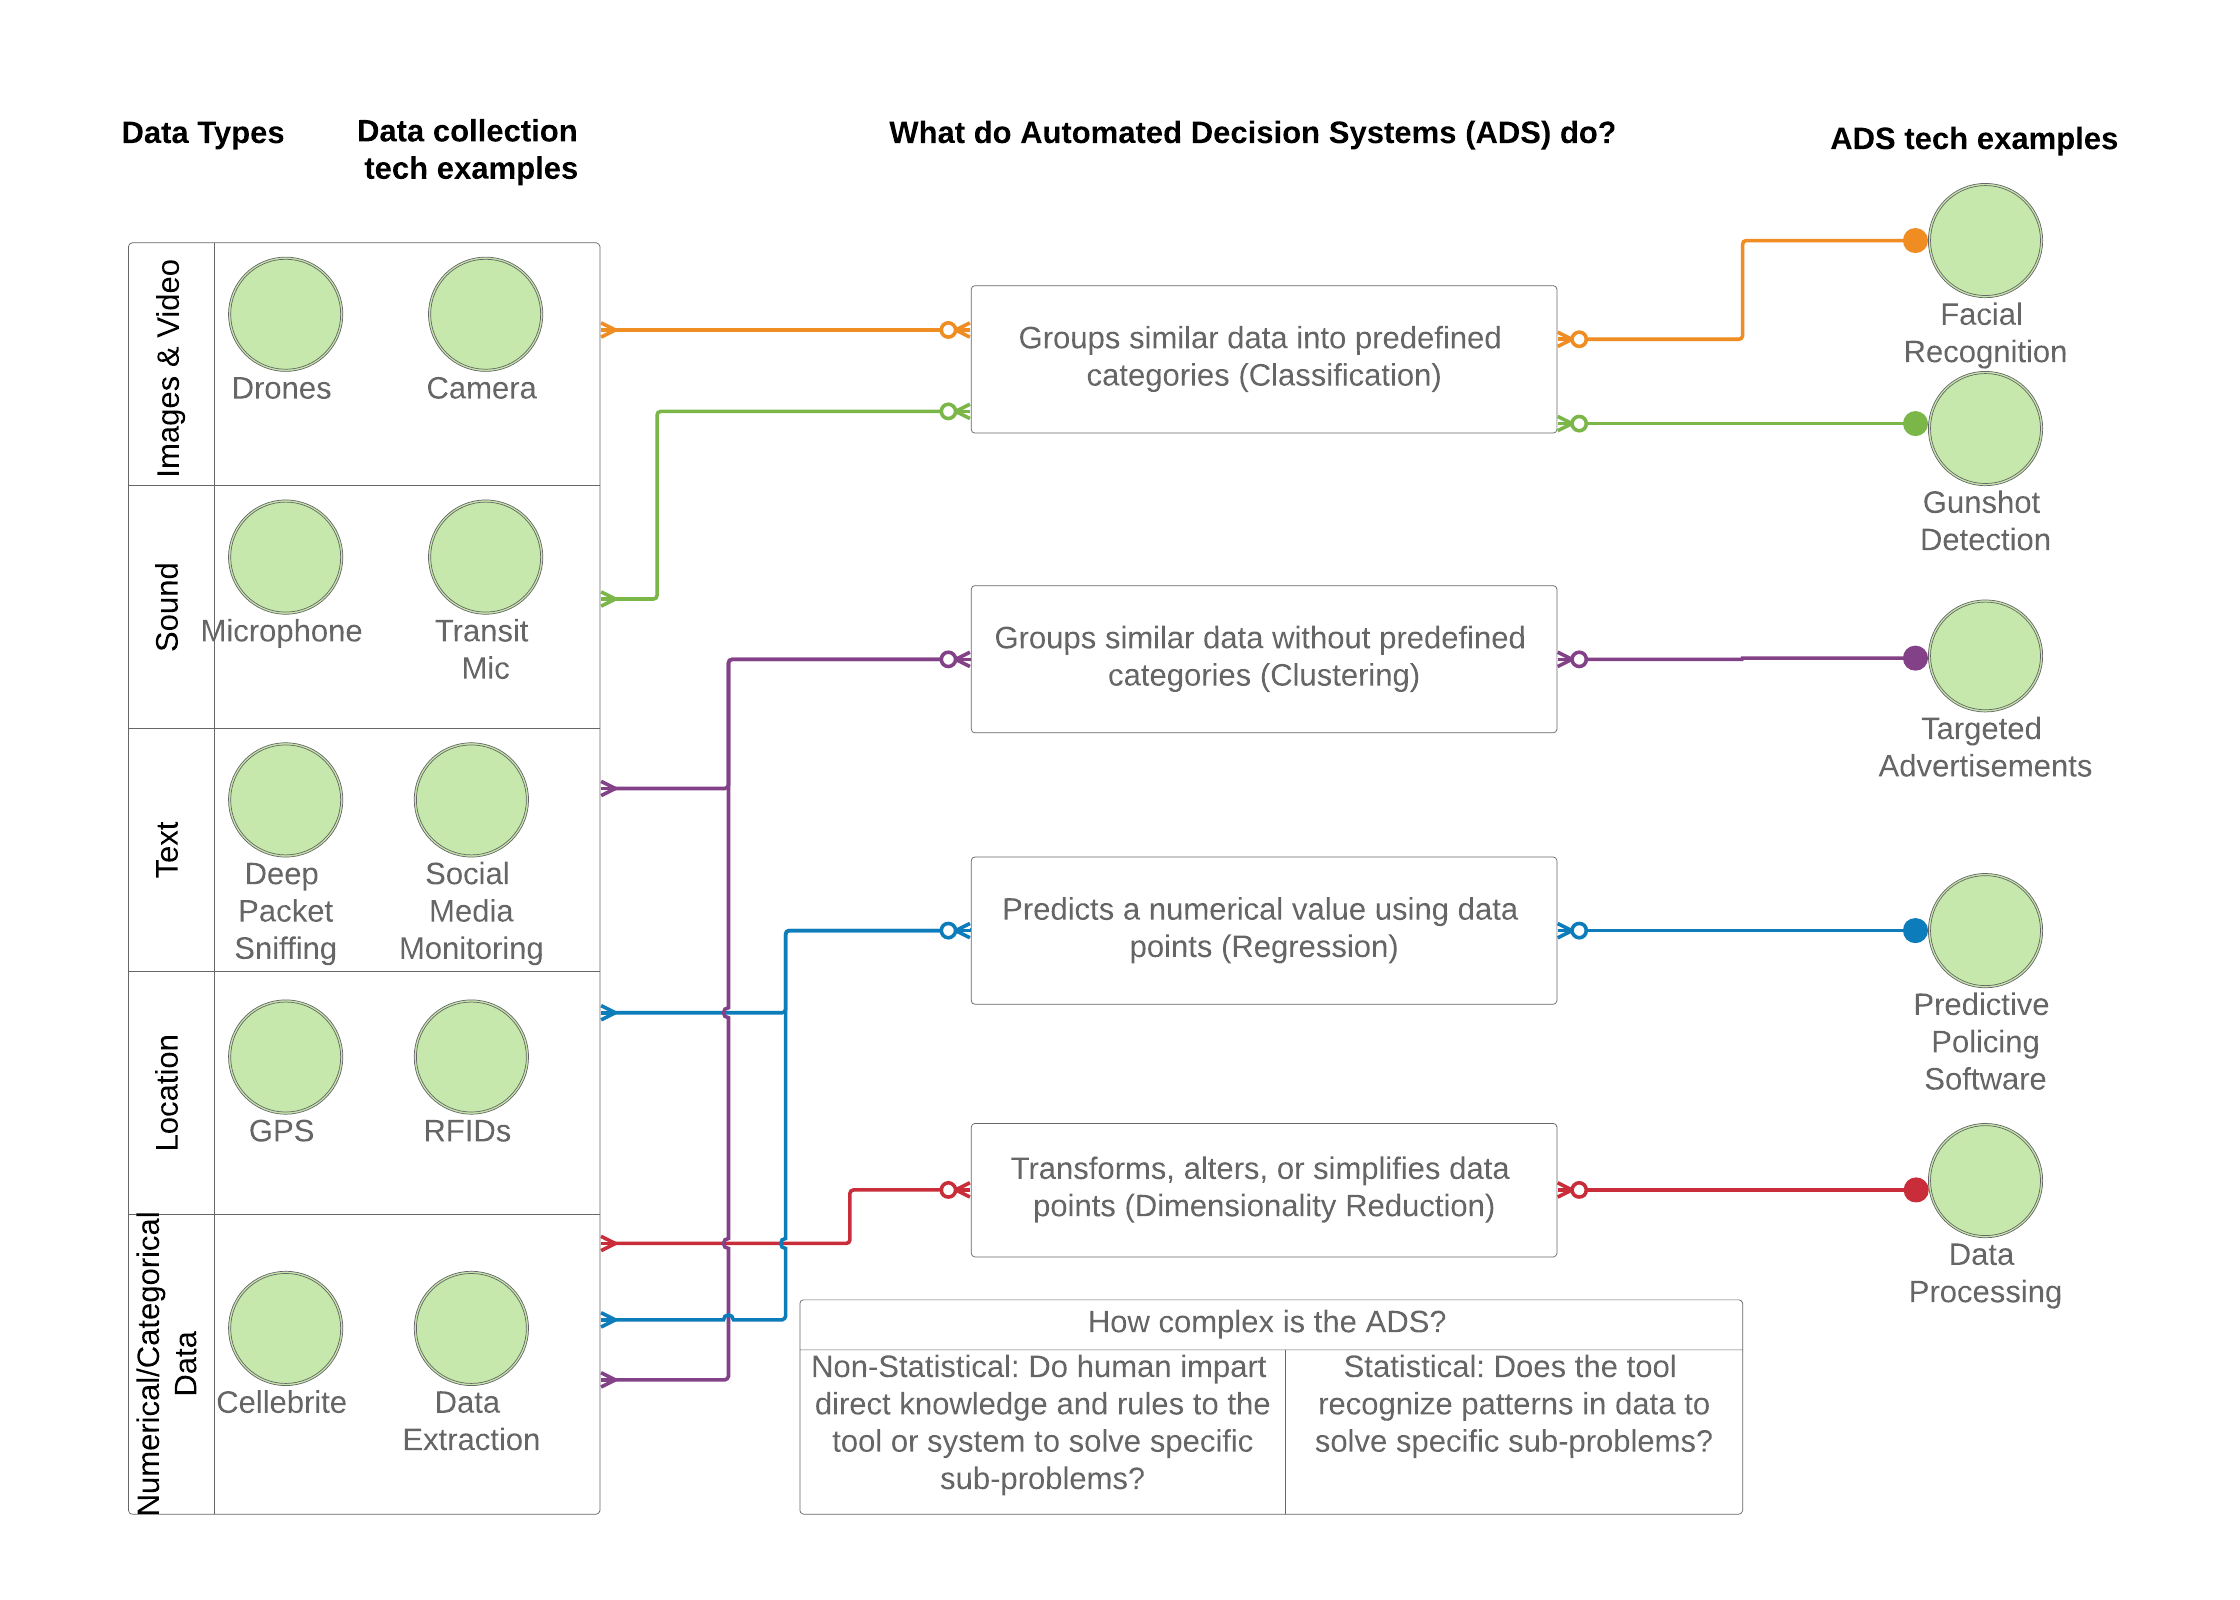 Data Types
Data collection
tech examples
What do Automated Decision Systems (ADS) do?
ADS tech examples
Images & Video
Drones
Camera
Sound
Microphone
Transit
Mic
Text
Deep
Packet
Sniffing
Social
Media
Monitoring
Location
GPS
RFIDs
Numerical/Categorical
Data
Cellebrite
Data
Extraction
Groups similar data into predefined
categories (Classification)
Groups similar data without predefined
categories (Clustering)
Predicts a numerical value using data
points (Regression)
Transforms, alters, or simplifies data
points (Dimensionality Reduction)
How complex is the ADS?
Non-Statistical: Do human impart
direct knowledge and rules to the
tool or system to solve specific
sub-problems?
Statistical: Does the tool
recognize patterns in data to
solve specific sub-problems?
Facial
Recognition
Gunshot
Detection
Targeted
Advertisements
Predictive
Policing
Software
Data
Processing